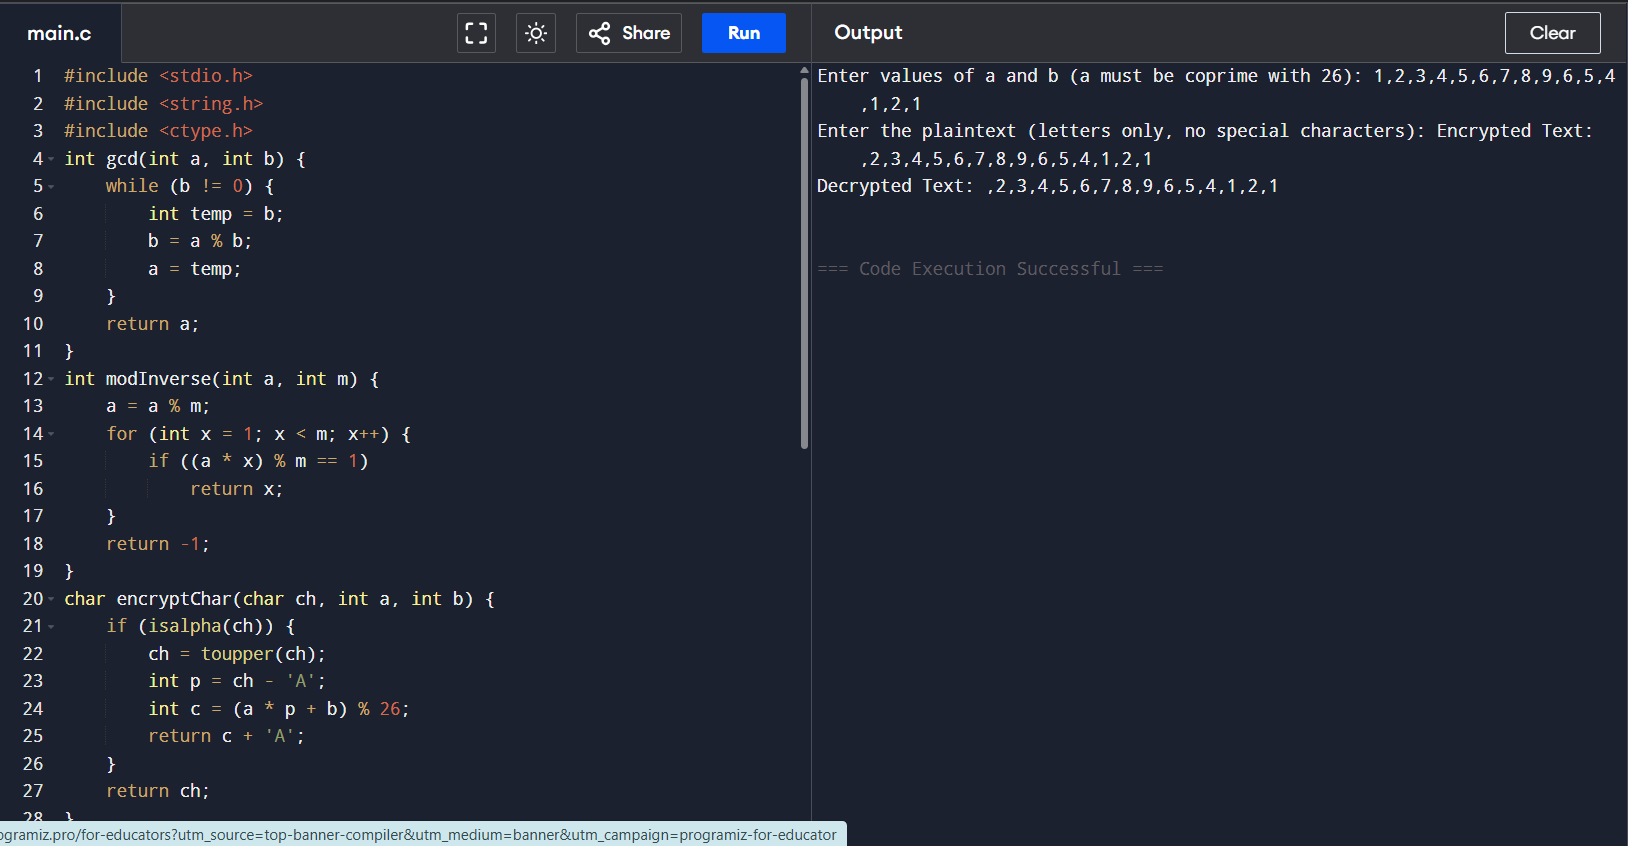 main.c
Share
Run
Output
Clear
1 #include <stdio.h>
2 #include <string.h>
3 #include <ctype.h>
4 int gcd(int a, int b) {
5     while (b != 0) {
6         int temp = b;
7         b = a % b;
8         a = temp;
9     }
10     return a;
11 }
12 int modInverse(int a, int m) {
13     a = a % m;
14     for (int x = 1; x < m; x++) {
15         if ((a * x) % m == 1)
16             return x;
17     }
18     return -1;
19 }
20 char encryptChar(char ch, int a, int b) {
21     if (isalpha(ch)) {
22         ch = toupper(ch);
23         int p = ch - 'A';
24         int c = (a * p + b) % 26;
25         return c + 'A';
26     }
27     return ch;
28 }
ogramiz.pro/for-educators?utm_source=top-banner-compiler&utm_medium=banner&utm_campaign=programiz-for-educator
Enter values of a and b (a must be coprime with 26): 1,2,3,4,5,6,7,8,9,6,5,4
,1,2,1
Enter the plaintext (letters only, no special characters): Encrypted Text:
,2,3,4,5,6,7,8,9,6,5,4,1,2,1
Decrypted Text: ,2,3,4,5,6,7,8,9,6,5,4,1,2,1
=== Code Execution Successful ===